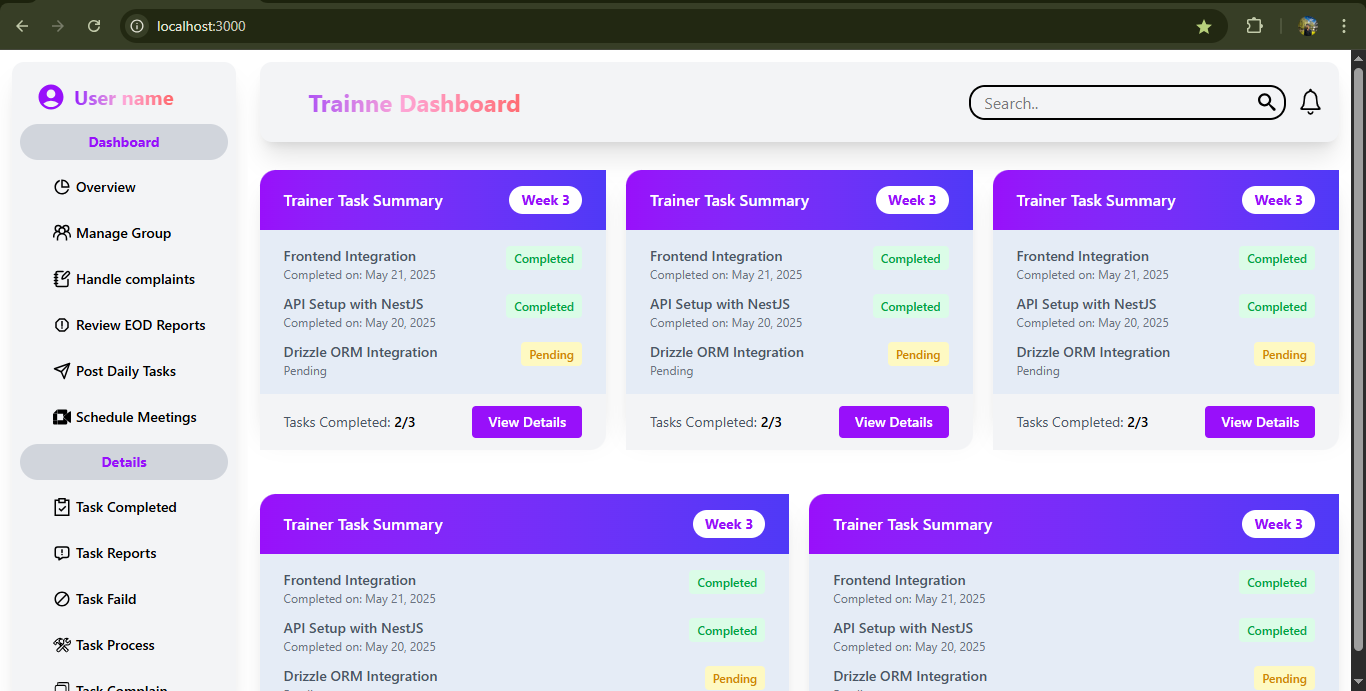 localhost:3000
User name
Dashboard
Overview
Manage Group
Handle complaints
Review EOD Reports
Post Daily Tasks
Schedule Meetings
Details
Task Completed
Task Reports
Task Faild
Task Process
Task Complain
Trainne Dashboard
Search..
Trainer Task Summary
Week 3
Frontend Integration
Completed
Completed on: May 21, 2025
API Setup with NestJS
Completed
Completed on: May 20, 2025
Drizzle ORM Integration
Pending
Pending
Tasks Completed: 2/3
View Details
Trainer Task Summary
Week 3
Frontend Integration
Completed
Completed on: May 21, 2025
API Setup with NestJS
Completed
Completed on: May 20, 2025
Drizzle ORM Integration
Pending
Pending
Tasks Completed: 2/3
View Details
Trainer Task Summary
Week 3
Frontend Integration
Completed
Completed on: May 21, 2025
API Setup with NestJS
Completed
Completed on: May 20, 2025
Drizzle ORM Integration
Pending
Pending
Tasks Completed: 2/3
View Details
Trainer Task Summary
Week 3
Frontend Integration
Completed
Completed on: May 21, 2025
API Setup with NestJS
Completed
Completed on: May 20, 2025
Drizzle ORM Integration
Pending
Trainer Task Summary
Week 3
Frontend Integration
Completed
Completed on: May 21, 2025
API Setup with NestJS
Completed
Completed on: May 20, 2025
Drizzle ORM Integration
Pending